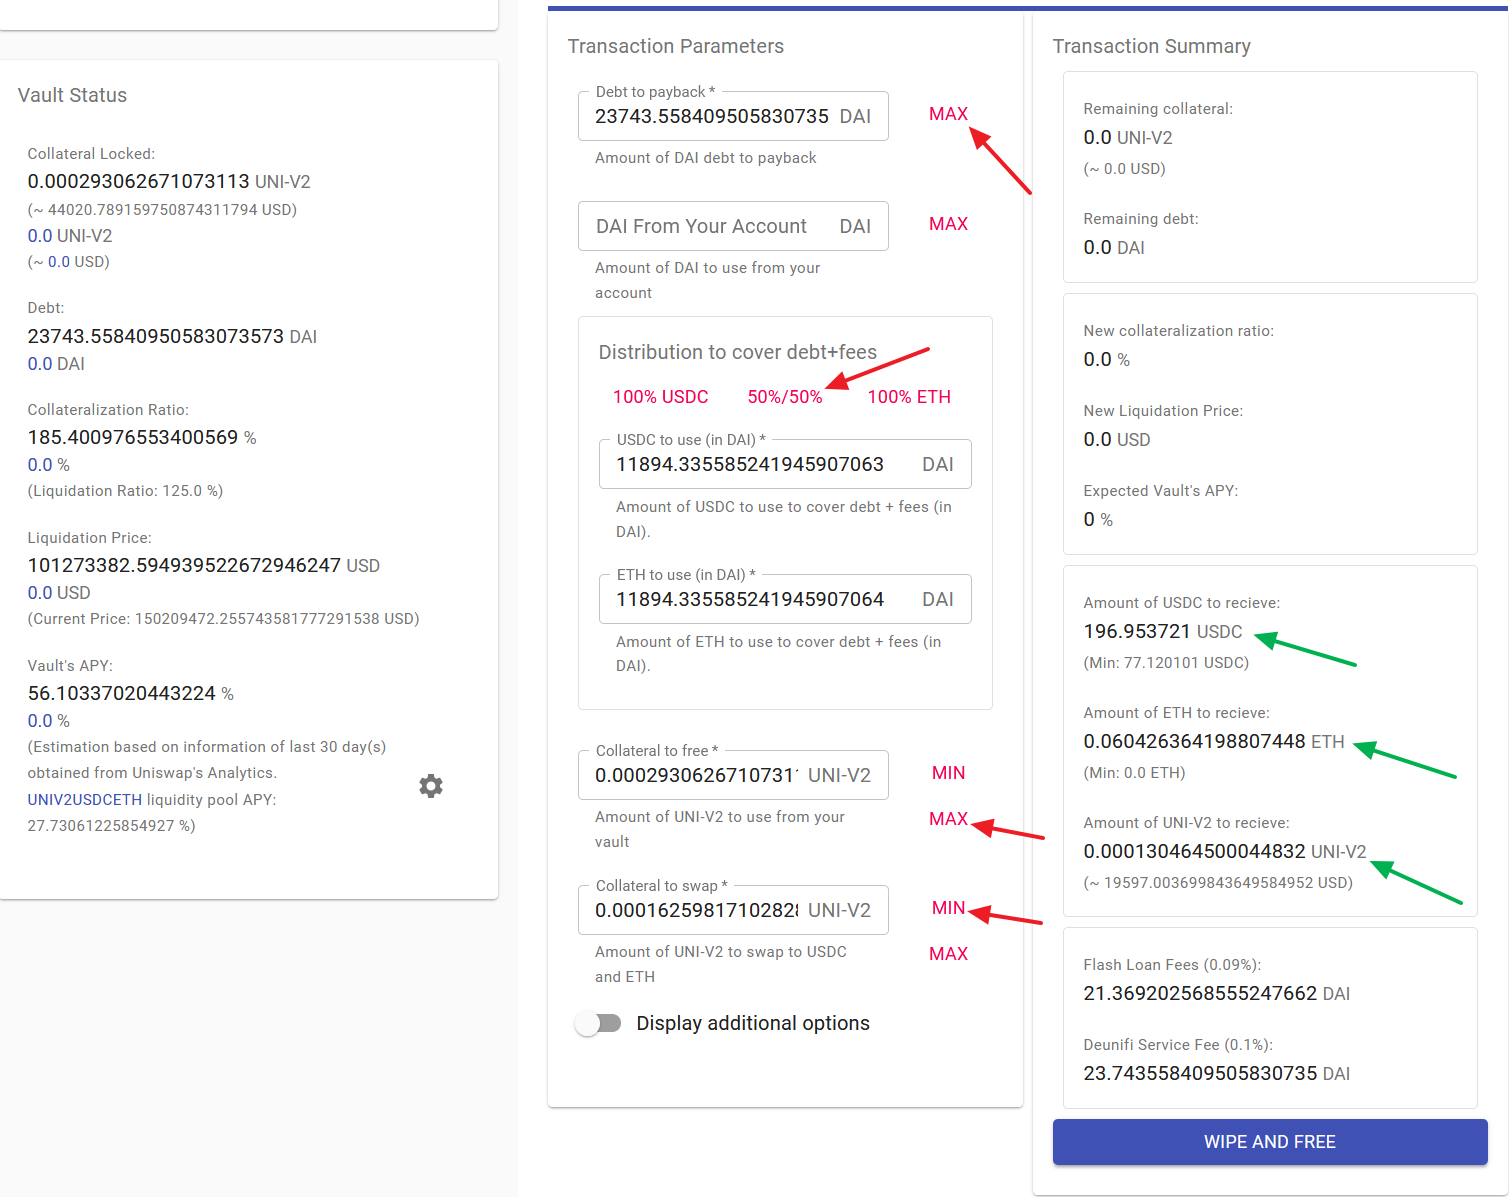 Vault Status
Collateral Locked:
0.000293062671073113 UNI-V2
(~ 44020.789159750874311794 USD)
0.0 UNI-V2
(~ 0.0 USD)
Debt:
23743.55840950583073573 DAI
0.0 DAI
Collateralization Ratio:
185.400976553400569 %
0.0 %
(Liquidation Ratio: 125.0 %)
Liquidation Price:
101273382.594939522672946247 USD
0.0 USD
(Current Price: 150209472.255743581777291538 USD)
Vault's APY:
56.10337020443224 %
0.0 %
(Estimation based on information of last 30 day(s)
obtained from Uniswap's Analytics.
UNIV2USDCETH liquidity pool APY:
27.73061225854927 %)
Transaction Parameters
Debt to payback *
23743.558409505830735 DAI
MAX
Amount of DAI debt to payback
DAI From Your Account DAI
MAX
Amount of DAI to use from your
account
Distribution to cover debt+fees
100% USDC 50%/50% 100% ETH
USDC to use (in DAI) *
11894.335585241945907063 DAI
Amount of USDC to use to cover debt + fees (in
DAI).
ETH to use (in DAI) *
11894.335585241945907064 DAI
Amount of ETH to use to cover debt + fees (in
DAI).
Collateral to free *
0.0002930626710731 UNI-V2
MIN
Amount of UNI-V2 to use from your
vault
MAX
Collateral to swap *
0.00016259817102828 UNI-V2
MIN
Amount of UNI-V2 to swap to USDC
and ETH
MAX
Display additional options
Transaction Summary
Remaining collateral:
0.0 UNI-V2
(~ 0.0 USD)
Remaining debt:
0.0 DAI
New collateralization ratio:
0.0 %
New Liquidation Price:
0.0 USD
Expected Vault's APY:
0 %
Amount of USDC to recieve:
196.953721 USDC
(Min: 77.120101 USDC)
Amount of ETH to recieve:
0.060426364198807448 ETH
(Min: 0.0 ETH)
Amount of UNI-V2 to recieve:
0.000130464500044832 UNI-V2
(~ 19597.003699843649584952 USD)
Flash Loan Fees (0.09%):
21.369202568555247662 DAI
Deunifi Service Fee (0.1%):
23.743558409505830735 DAI
WIPE AND FREE